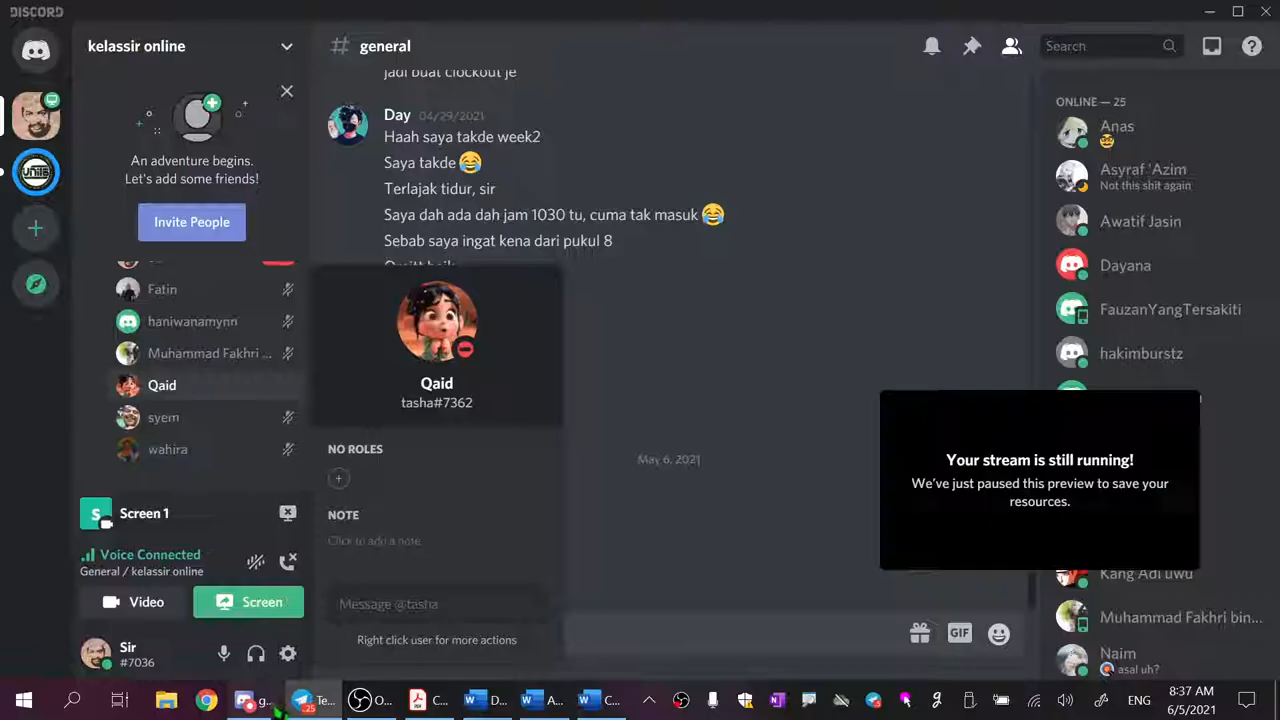 DISCORD
kelassir online
An adventure begins.
Let's add some friends!
Invite People
Fatin
haniwanamynn
Muhammad Fakhri ...
Qaid
syem
wahira
Screen 1
Voice Connected
General / kelassir online
Video
Screen
Sir
#7036
# general
Search
jadi buat clockout je
Day 04/29/2021
Haah saya takde week2
Saya takde 😂
Terlajak tidur, sir
Saya dah ada dah jam 1030 tu, cuma tak masuk 😂
Sebab saya ingat kena dari pukul 8
Qaid
tasha#7362
NO ROLES
NOTE
Click to add a note
Message @tasha
Right click user for more actions
May 6, 2021
GIF
Your stream is still running!
We've just paused this preview to save your
resources.
ONLINE — 25
Anas
Asyraf 'Azim
Not this shit again
Awatif Jasin
Dayana
FauzanYangTersakiti
hakimburstz
Kang Adi uwu
Muhammad Fakhri bin...
Naim
asal uh?
g...
Te...
.25
O...
C...
D...
A...
C...
ENG
8:37 AM
6/5/2021